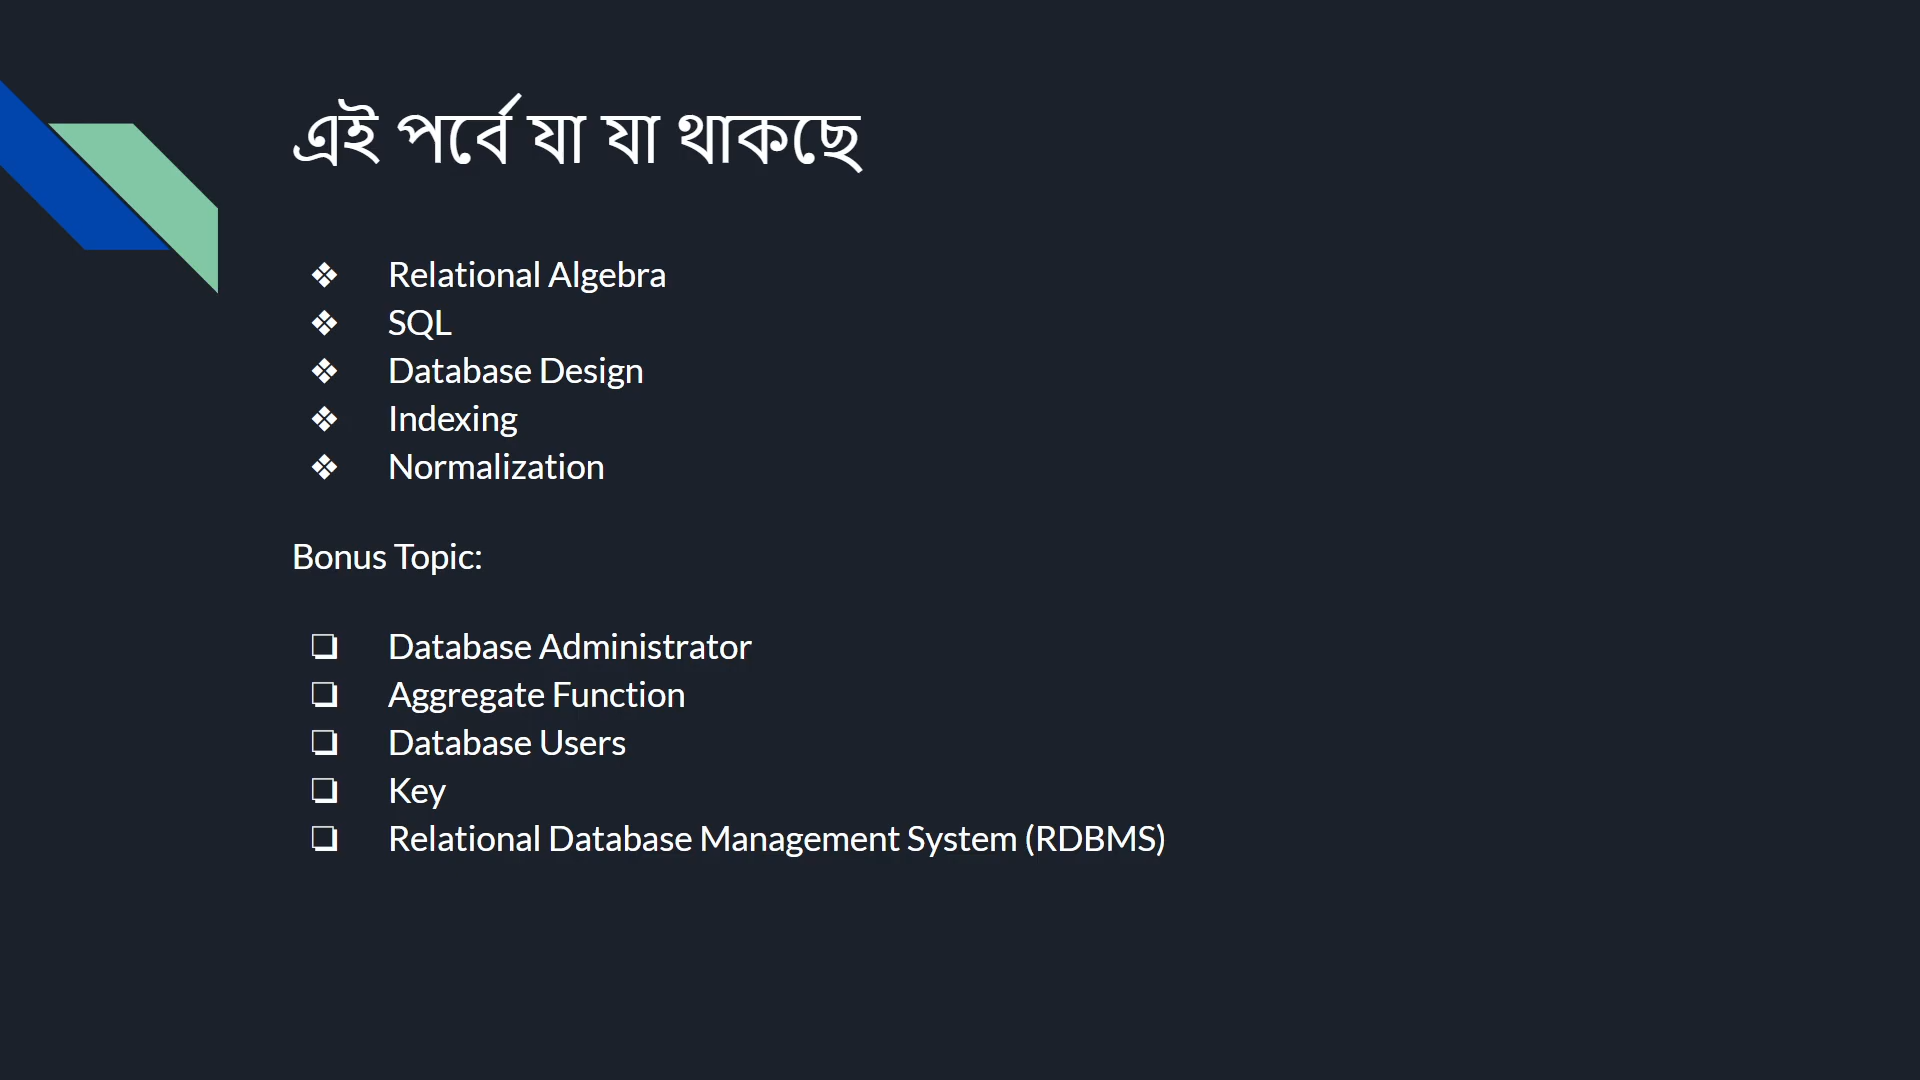 এই পর্বে যা যা থাকছে
❖ Relational Algebra
❖ SQL
❖ Database Design
❖ Indexing
❖ Normalization
Bonus Topic:
❏ Database Administrator
❏ Aggregate Function
❏ Database Users
❏ Key
❏ Relational Database Management System (RDBMS)